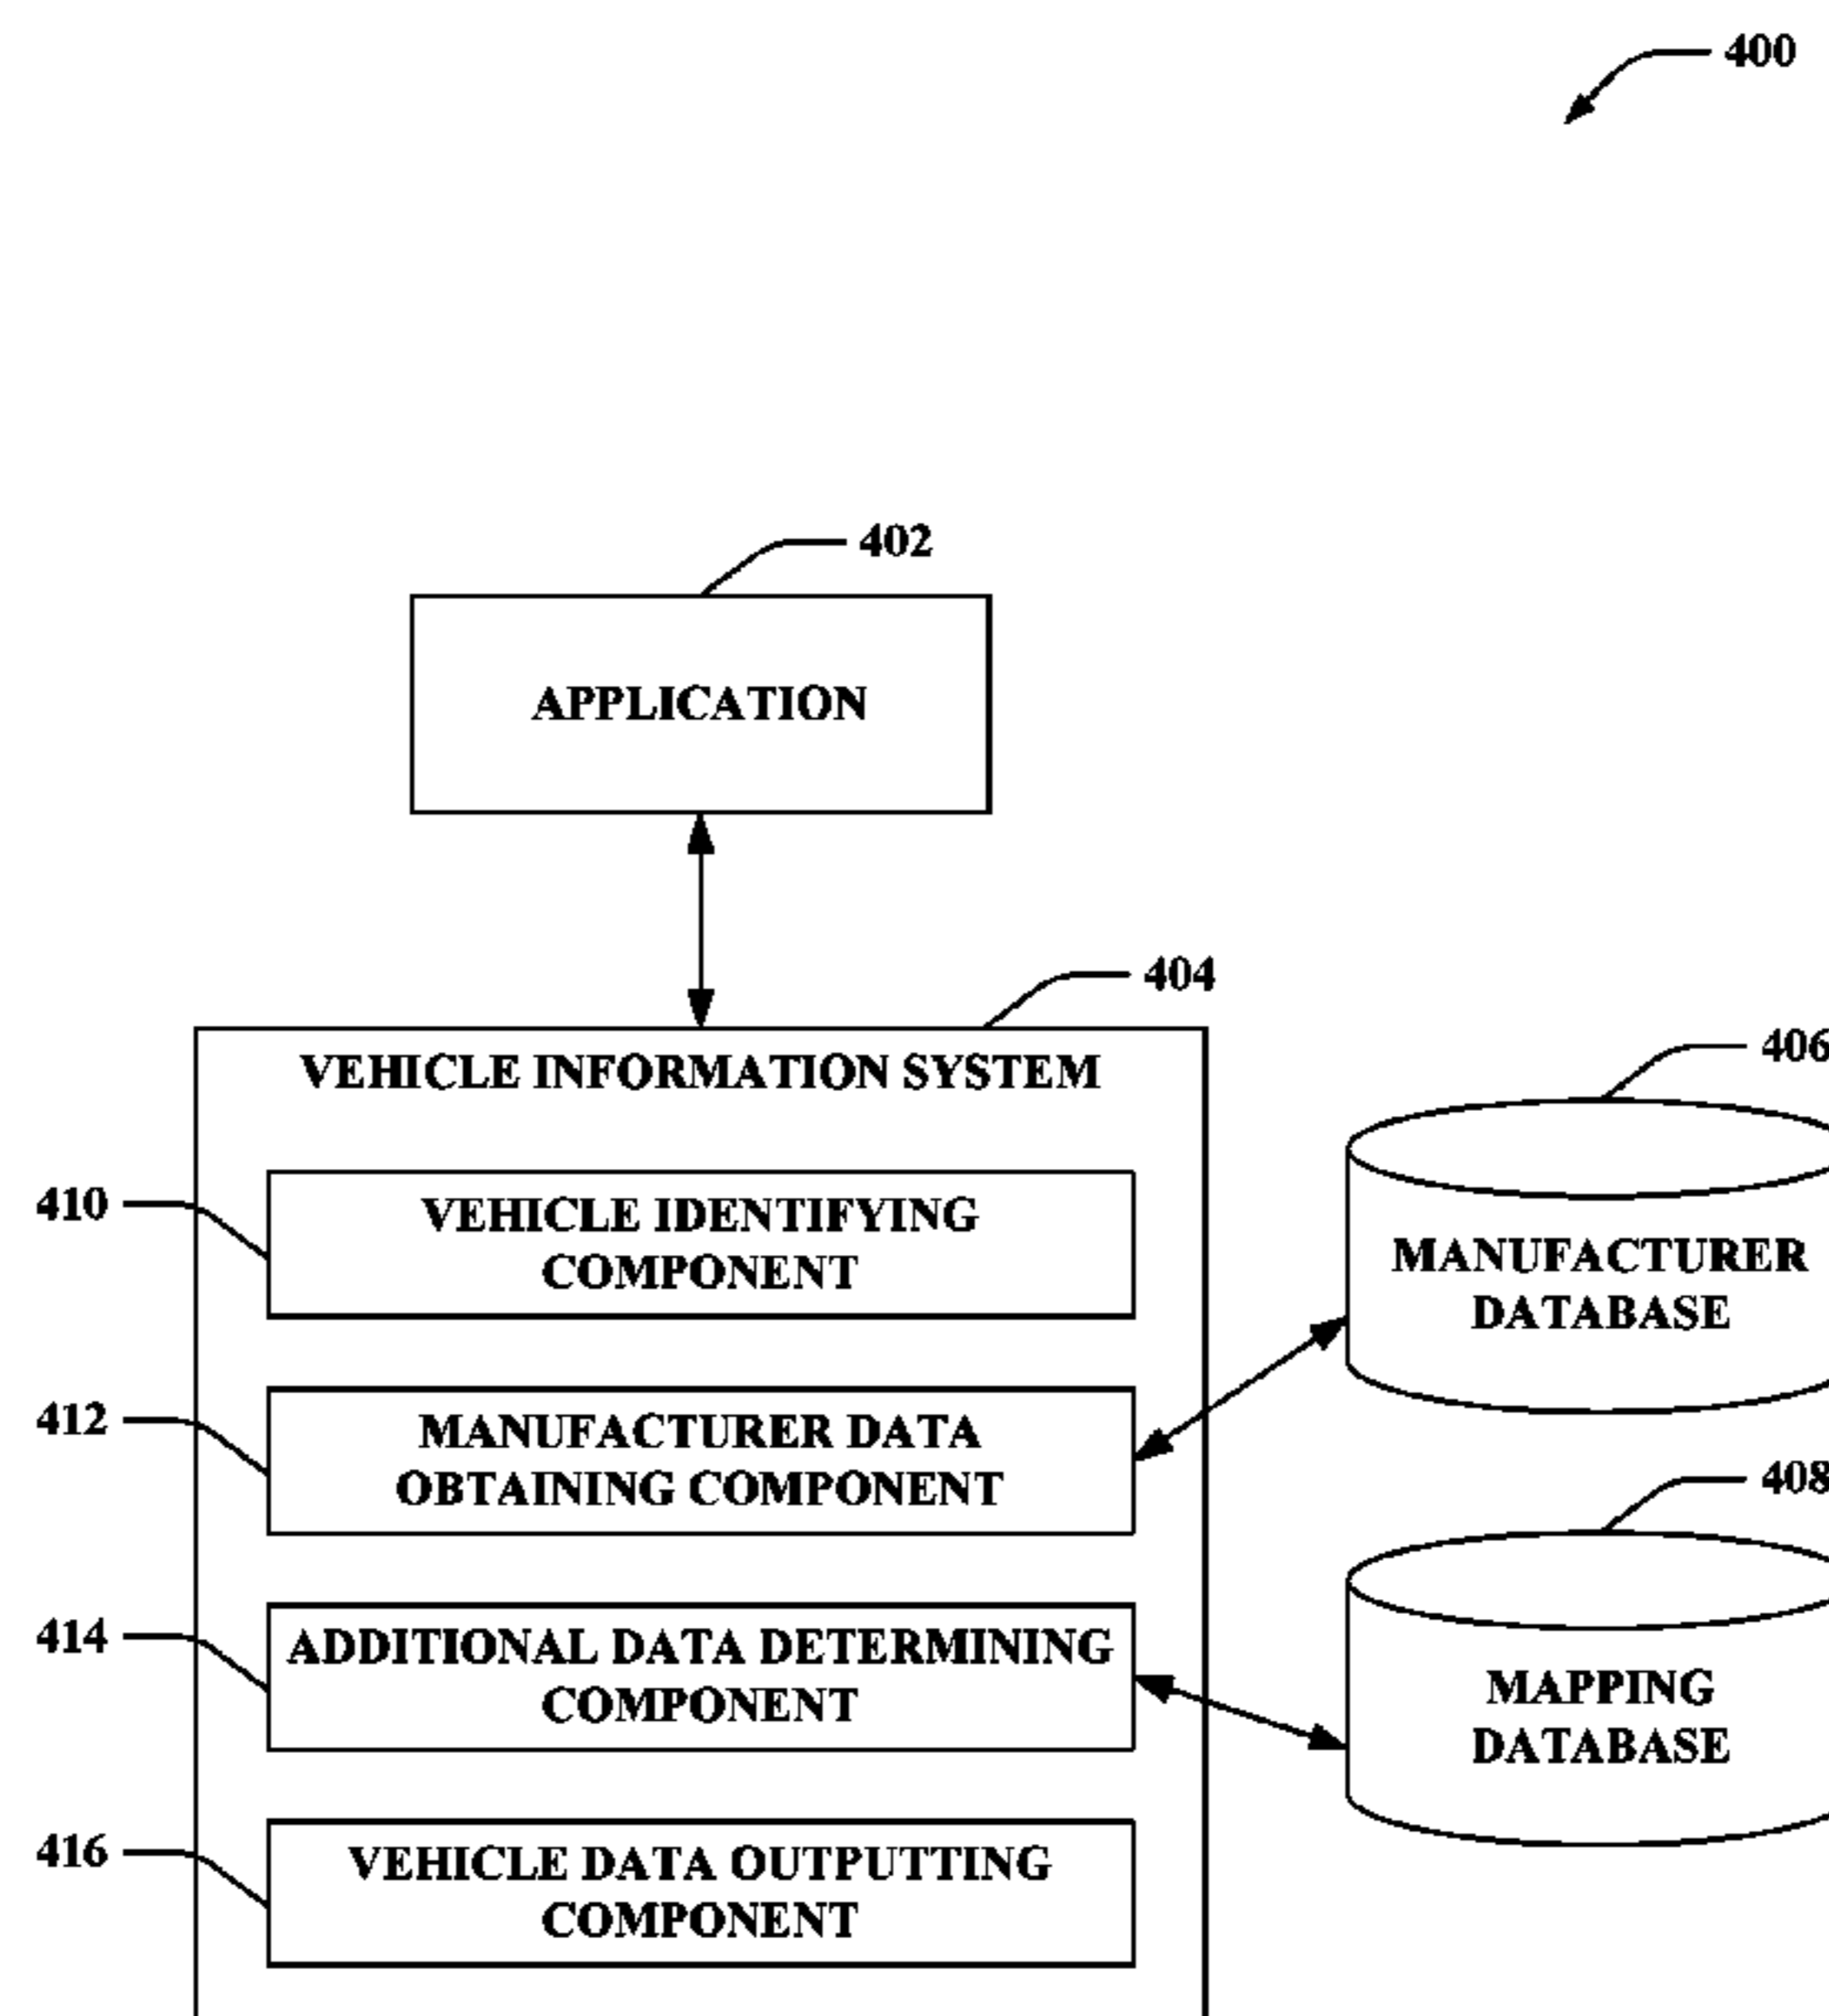 400
402
APPLICATION
404
VEHICLE INFORMATION SYSTEM
406
410
VEHICLE IDENTIFYING
COMPONENT
MANUFACTURER
DATABASE
412
MANUFACTURER DATA
OBTAINING COMPONENT
408
414
ADDITIONAL DATA DETERMINING
COMPONENT
MAPPING
DATABASE
416
VEHICLE DATA OUTPUTTING
COMPONENT